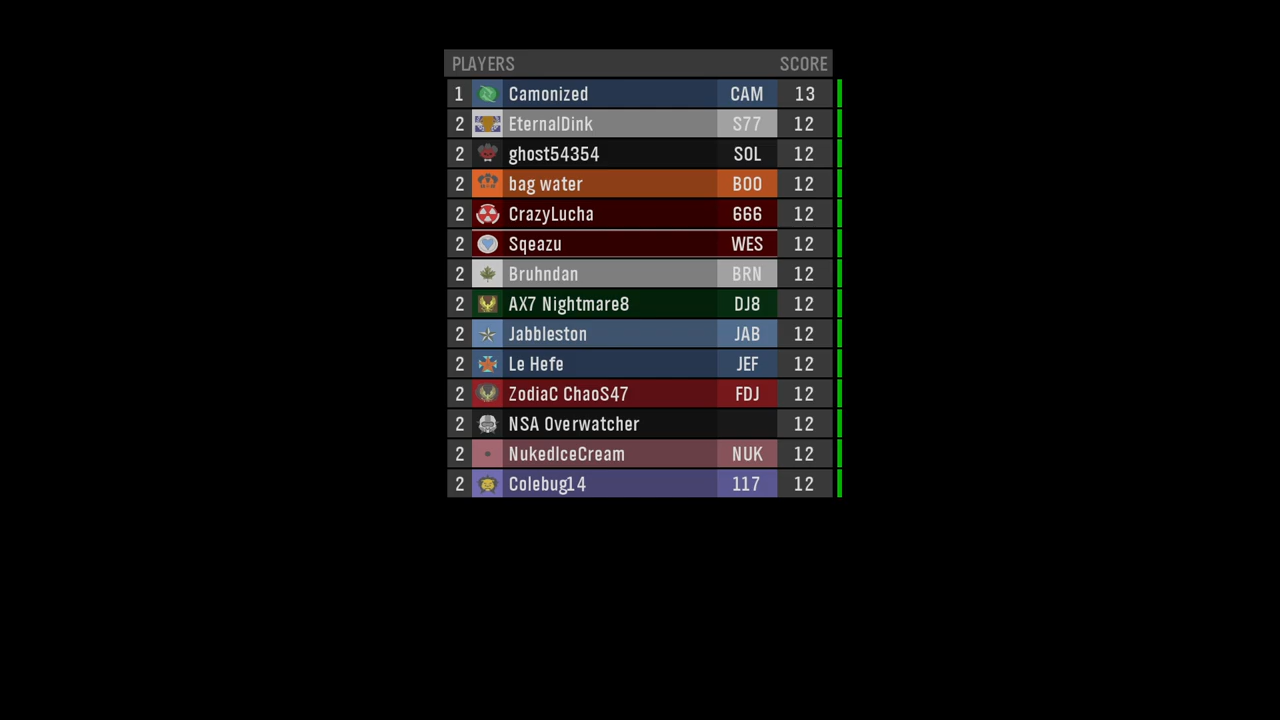 PLAYERS SCORE
1 Camonized CAM 13
2 EternalDink S77 12
2 ghost54354 SOL 12
2 bag water BOO 12
2 CrazyLucha 666 12
2 Sqeazu WES 12
2 Bruhndan BRN 12
2 AX7 Nightmare8 DJ8 12
2 Jabbleston JAB 12
2 Le Hefe JEF 12
2 ZodiaC ChaoS47 FDJ 12
2 NSA Overwatcher 12
2 NukedIceCream NUK 12
2 Colebug14 117 12